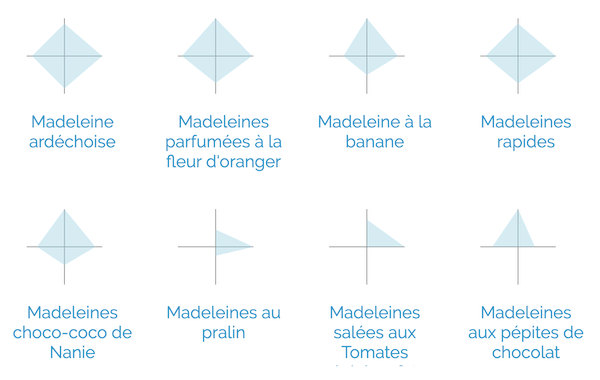 Madeleine
ardéchoise
Madeleines
parfumées à la
fleur d'oranger
Madeleine à la
banane
Madeleines
rapides
Madeleines
choco-coco de
Nanie
Madeleines au
pralin
Madeleines
salées aux
Tomates
Madeleines
aux pépites de
chocolat